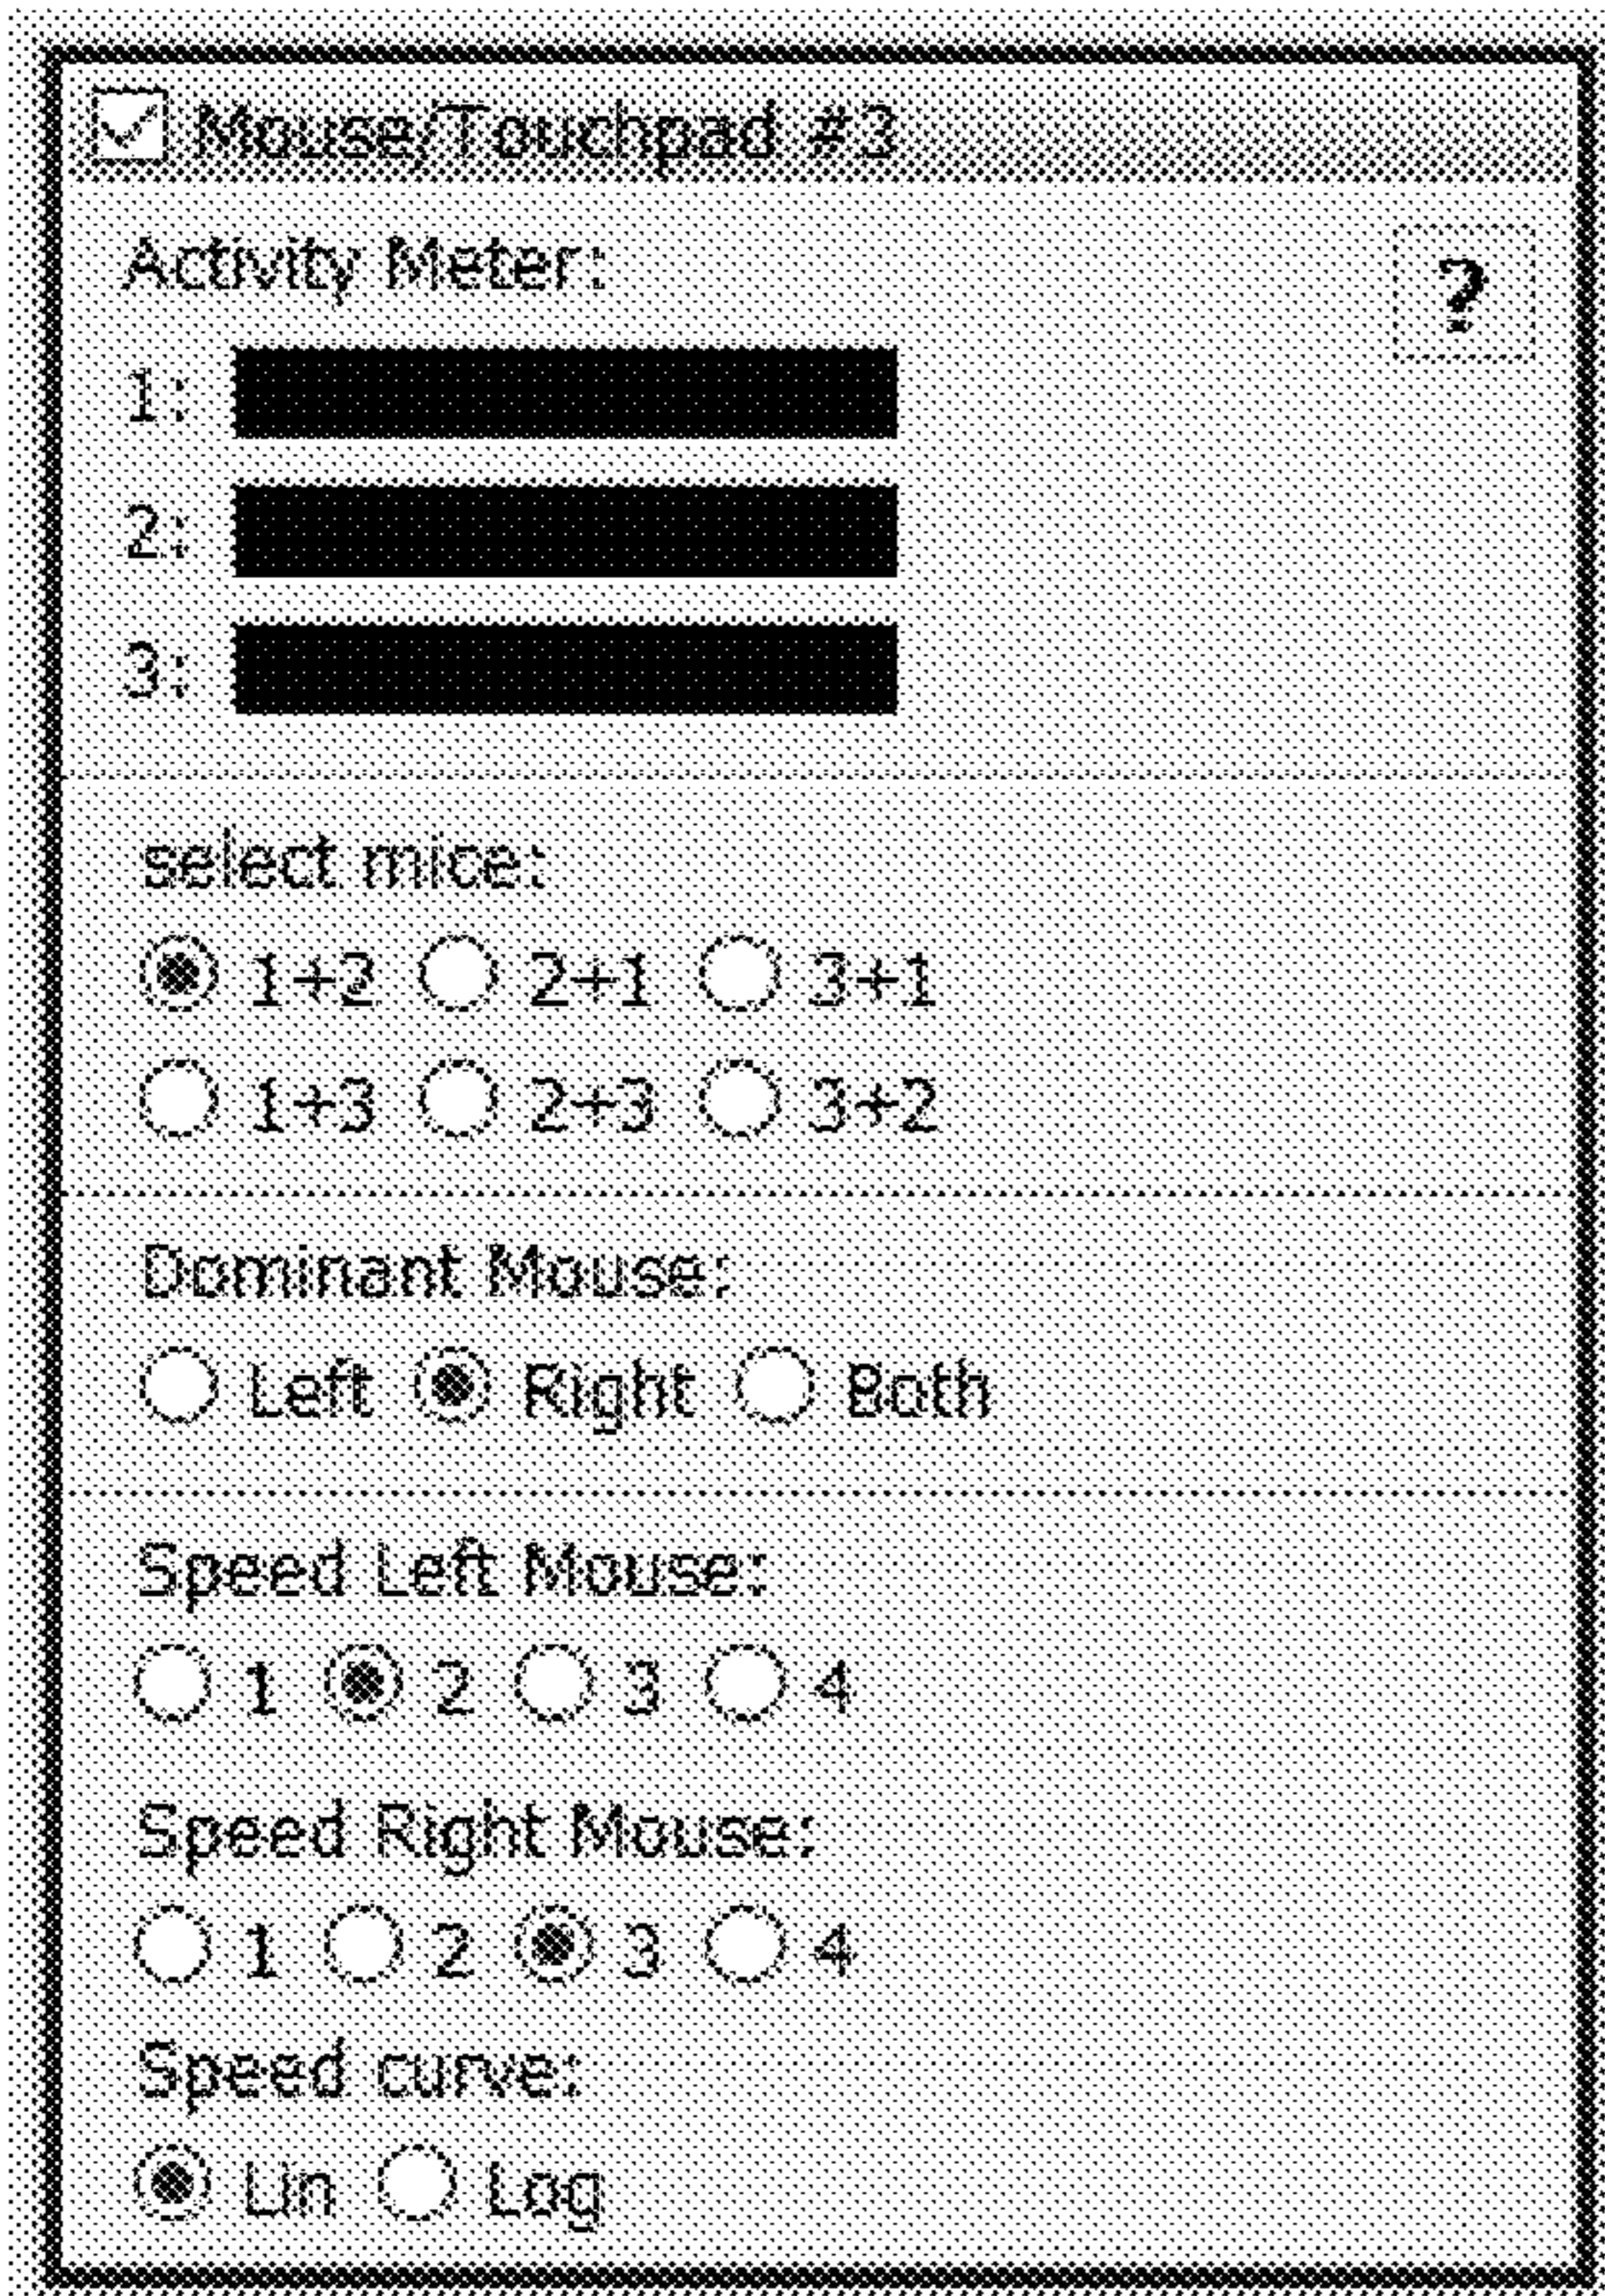 Mouse/Touchpad #3
Activity Meter:
?
1:
2:
3:
select mice:
1+2 2+1 3+1
1+3 2+3 3+2
Dominant Mouse:
Left Right Both
Speed Left Mouse:
1 2 3 4
Speed Right Mouse:
1 2 3 4
Speed curve:
Lin Log